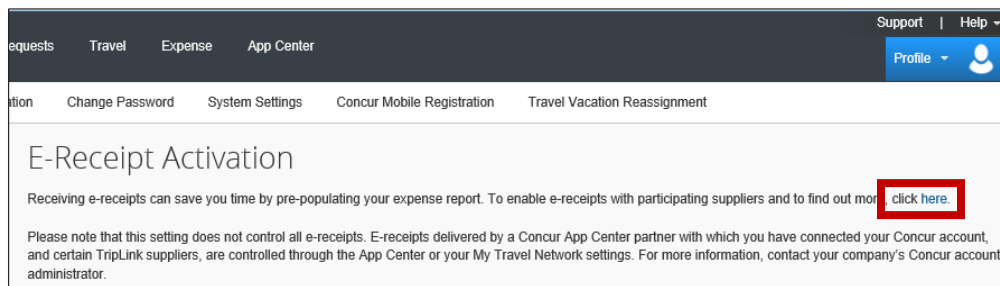 Support | Help
equests Travel Expense App Center
Profile
ation Change Password System Settings Concur Mobile Registration Travel Vacation Reassignment
E-Receipt Activation
Receiving e-receipts can save you time by pre-populating your expense report. To enable e-receipts with participating suppliers and to find out mor, click here.
Please note that this setting does not control all e-receipts. E-receipts delivered by a Concur App Center partner with which you have connected your Concur account,
and certain TripLink suppliers, are controlled through the App Center or your My Travel Network settings. For more information, contact your company's Concur account
administrator.